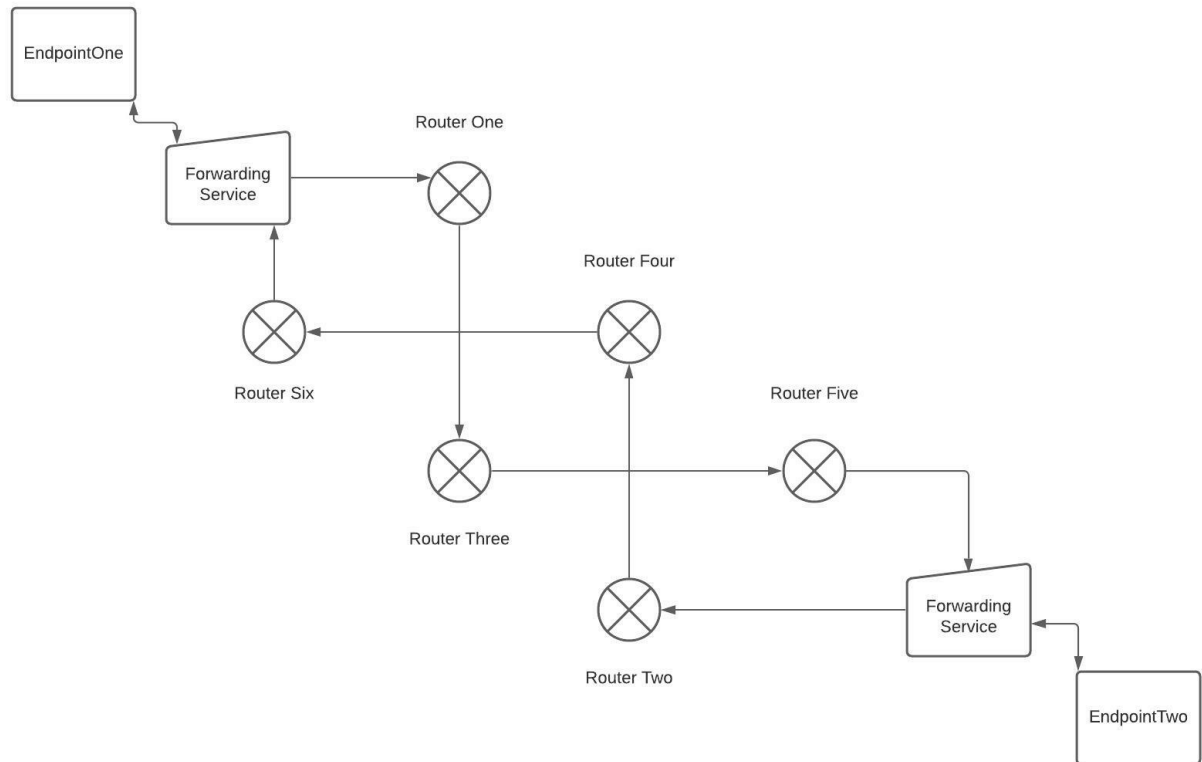 EndpointOne
Router One
Forwarding
Service
Router Four
Router Six
Router Five
Router Three
Forwarding
Service
Router Two
EndpointTwo